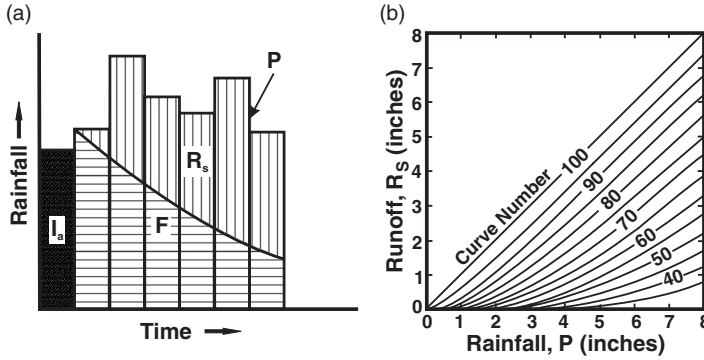 (a)
Rainfall
P
Rs
Ia
F
Time
(b)
Runoff, RS (inches)
8
7
6
5
4
3
2
1
0
Curve Number
100
90
80
70
60
50
40
0 1 2 3 4 5 6 7 8
Rainfall, P (inches)